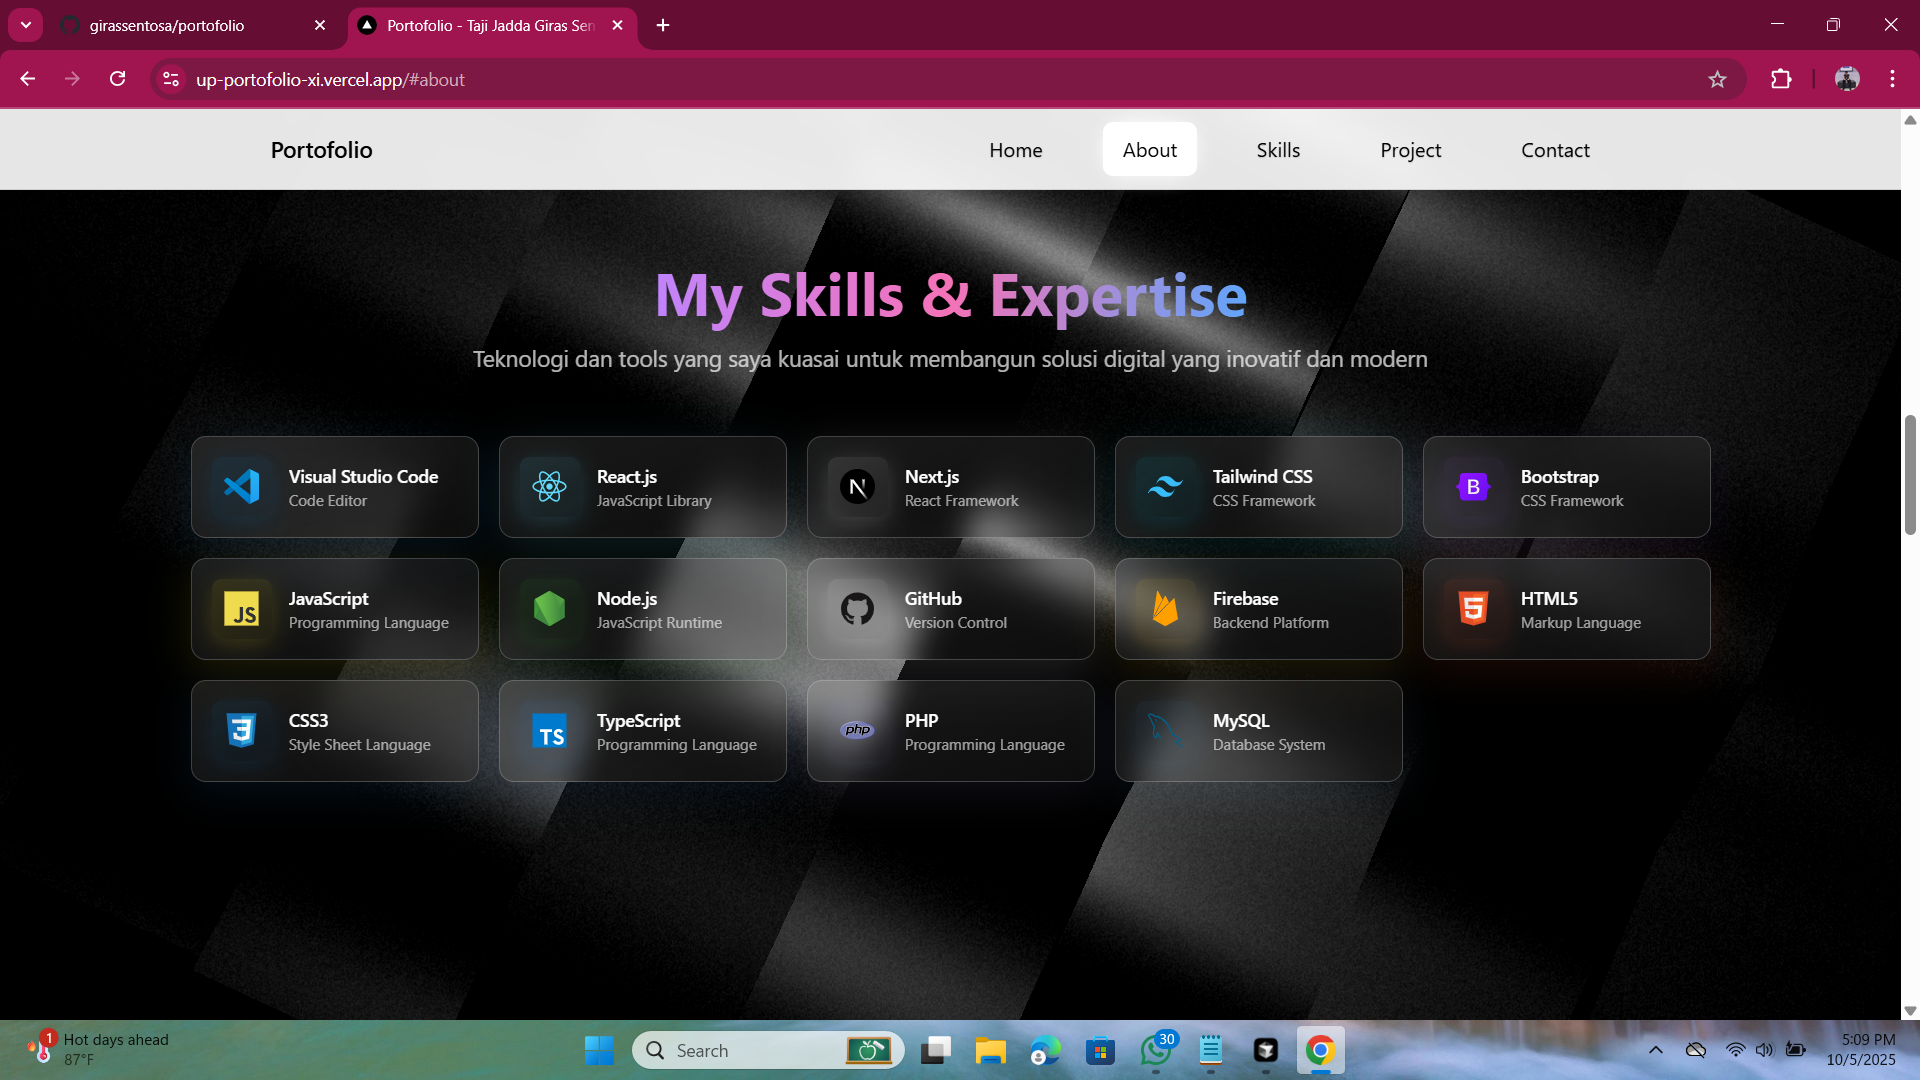 girassentosa/portofolio
Portofolio - Taji Jadda Giras Sen
up-portofolio-xi.vercel.app/#about
Portofolio
Home
About
Skills
Project
Contact
My Skills & Expertise
Teknologi dan tools yang saya kuasai untuk membangun solusi digital yang inovatif dan modern
Visual Studio Code
Code Editor
React.js
JavaScript Library
N
Next.js
React Framework
Tailwind CSS
CSS Framework
B
Bootstrap
CSS Framework
JS
JavaScript
Programming Language
Node.js
JavaScript Runtime
GitHub
Version Control
Firebase
Backend Platform
5
HTML5
Markup Language
3
CSS3
Style Sheet Language
TS
TypeScript
Programming Language
php
PHP
Programming Language
MySQL
Database System
1
Hot days ahead
87°F
Search
30
5:09 PM
10/5/2025